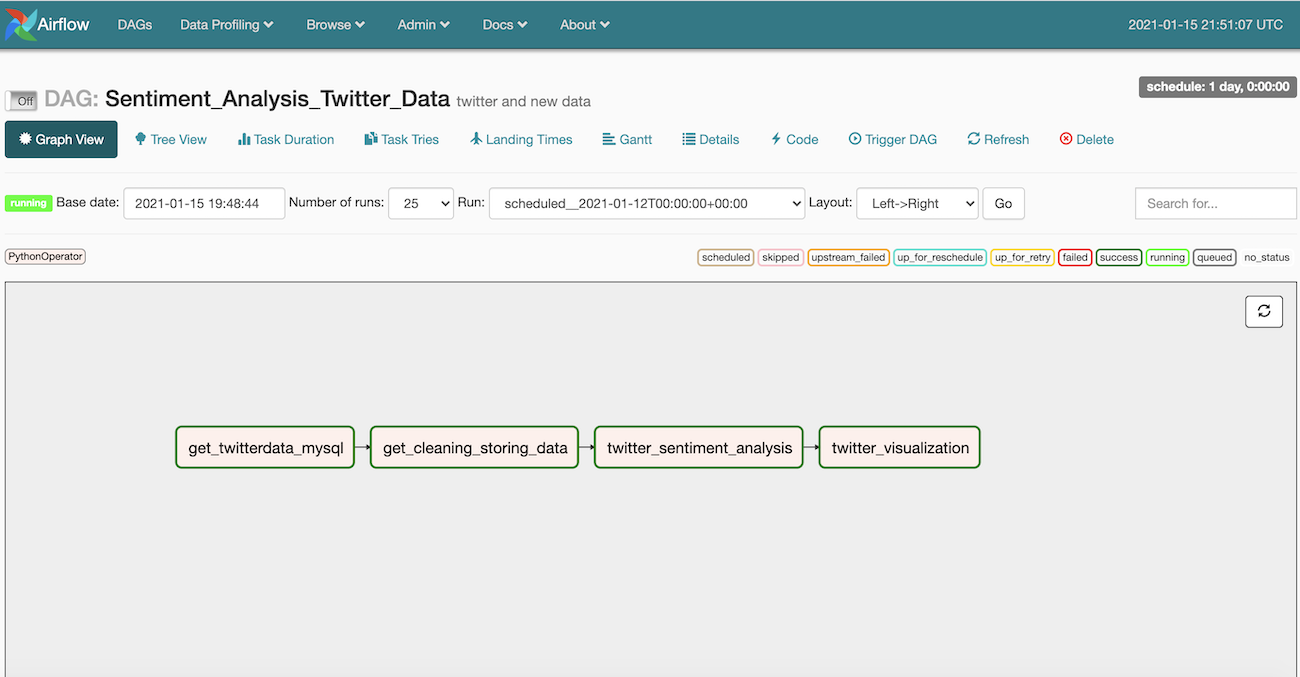 Airflow DAGs Data Profiling Browse Admin Docs About 2021-01-15 21:51:07 UTC
schedule: 1 day, 0:00:00
Off DAG: Sentiment_Analysis_Twitter_Data twitter and new data
Graph View Tree View Task Duration Task Tries Landing Times Gantt Details Code Trigger DAG Refresh Delete
running Base date: 2021-01-15 19:48:44 Number of runs: 25 Run: scheduled__2021-01-12T00:00:00+00:00 Layout: Left->Right Go Search for...
PythonOperator scheduled skipped upstream_failed up_for_reschedule up_for_retry failed success running queued no_status
get_twitterdata_mysql get_cleaning_storing_data twitter_sentiment_analysis twitter_visualization